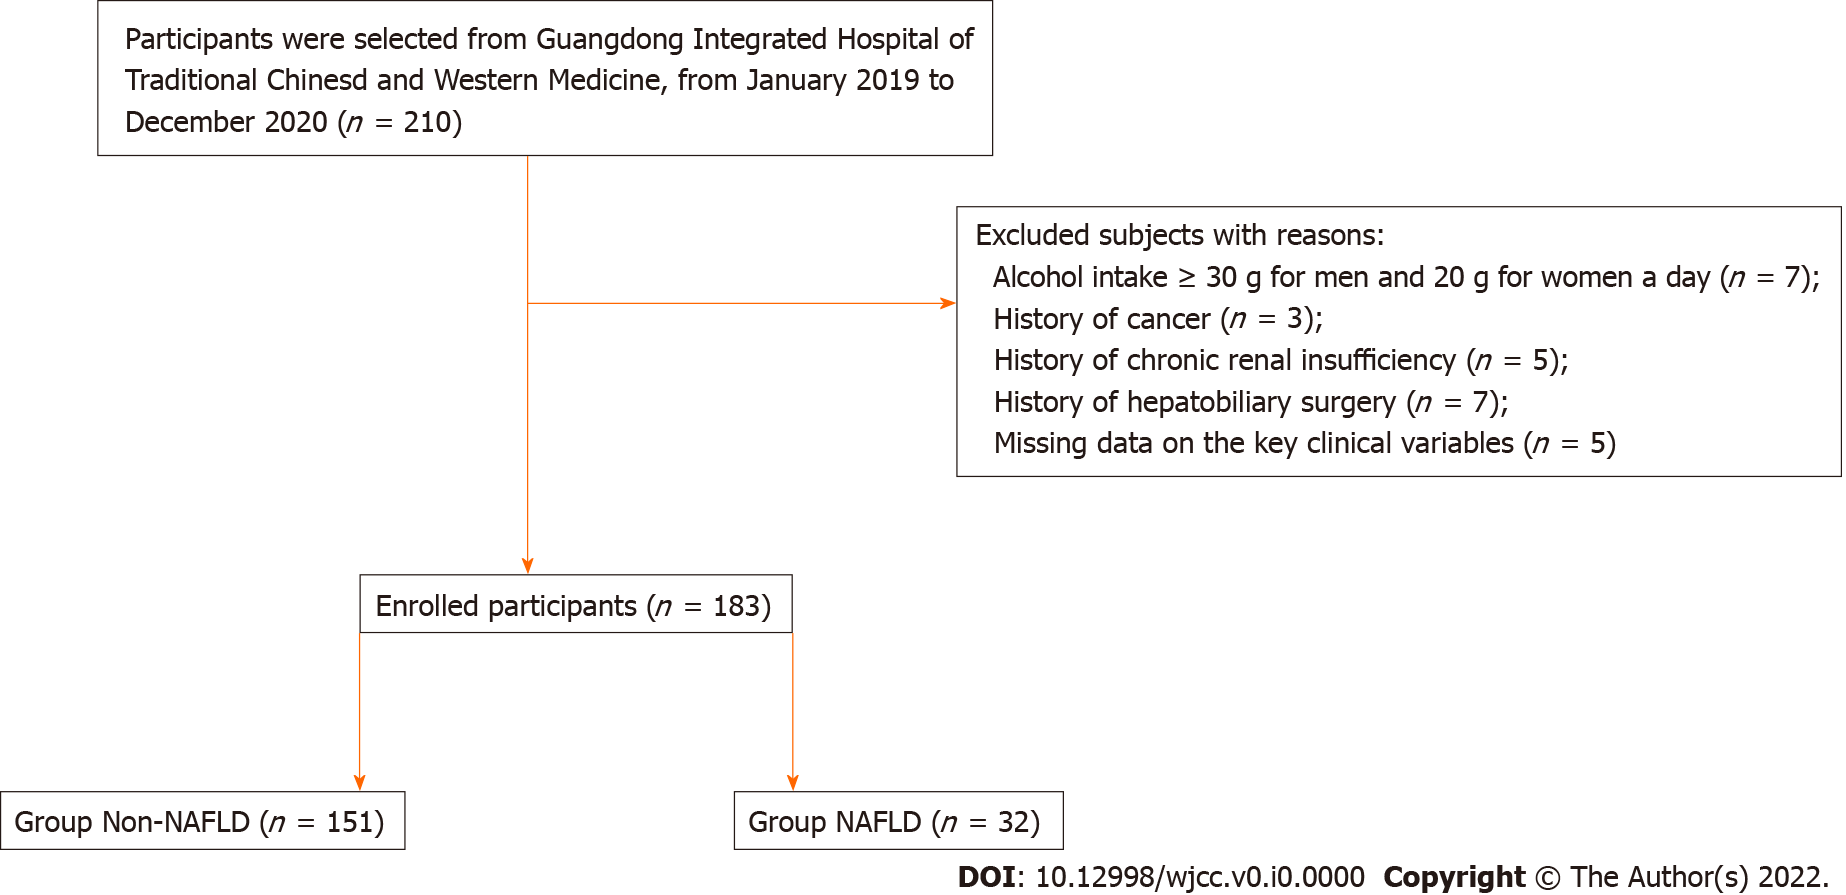 Participants were selected from Guangdong Integrated Hospital of
Traditional Chinesd and Western Medicine, from January 2019 to
December 2020 (n = 210)
Excluded subjects with reasons:
Alcohol intake ≥ 30 g for men and 20 g for women a day (n = 7);
History of cancer (n = 3);
History of chronic renal insufficiency (n = 5);
History of hepatobiliary surgery (n = 7);
Missing data on the key clinical variables (n = 5)
Enrolled participants (n = 183)
Group Non-NAFLD (n = 151)
Group NAFLD (n = 32)
DOI: 10.12998/wjcc.v0.i0.0000 Copyright © The Author(s) 2022.